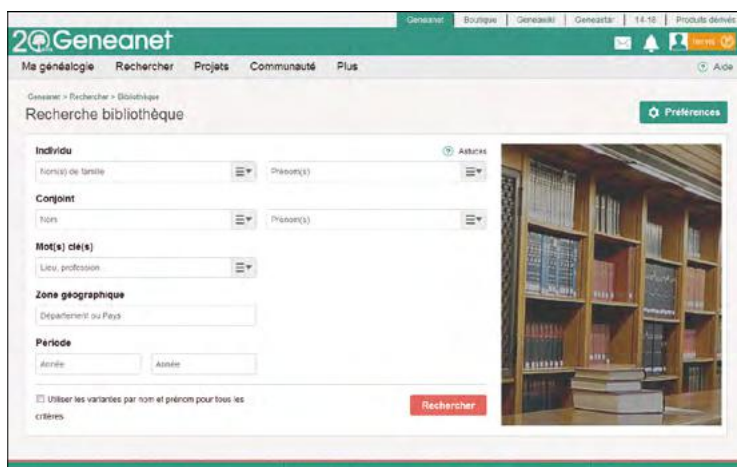 Geneanet Boutique Geneawiki Geneastar 14-18 Produits dérivés
20 Geneanet
Ma généalogie Rechercher Projets Communauté Plus Aide
Geneanet > Rechercher > Bibliothèque
Recherche bibliothèque
Préférences
Individu Astuces
Nom(s) de famille Prénom(s)
Conjoint
Nom Prénom(s)
Mot(s) clé(s)
Lieu, profession
Zone géographique
Département ou Pays
Période
Année Année
Utiliser les variantes par nom et prénom pour tous les
critères
Rechercher